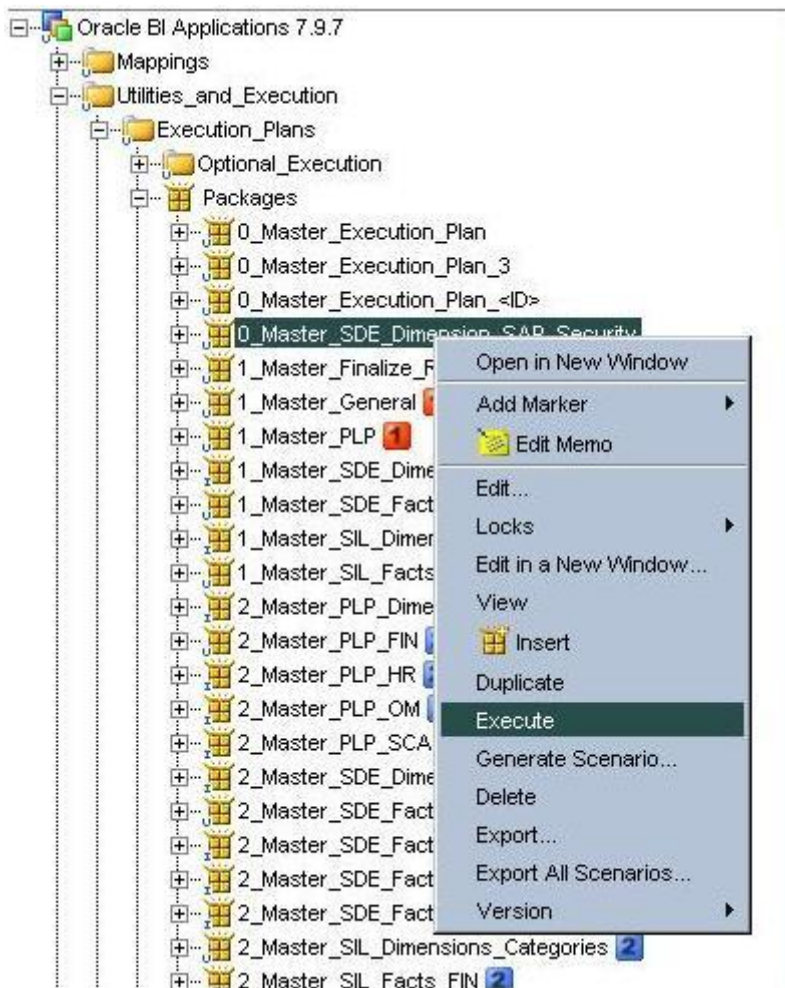 Oracle BI Applications 7.9.7
Mappings
Utilities_and_Execution
Execution_Plans
Optional_Execution
Packages
0_Master_Execution_Plan
0_Master_Execution_Plan_3
0_Master_Execution_Plan_<ID>
0_Master_SDE_Dimension_SAP_Security
1_Master_Finalize_R
1_Master_General
1_Master_PLP 1
1_Master_SDE_Dime
1_Master_SDE_Fact
1_Master_SIL_Dimen
1_Master_SIL_Facts
2_Master_PLP_Dime
2_Master_PLP_FIN
2_Master_PLP_HR
2_Master_PLP_OM
2_Master_PLP_SCA
2_Master_SDE_Dime
2_Master_SDE_Fact
2_Master_SDE_Fact
2_Master_SDE_Fact
2_Master_SDE_Fact
2_Master_SIL_Dimensions_Categories 2
2_Master_SIL_Facts_FIN 2
Open in New Window
Add Marker
Edit Memo
Edit...
Locks
Edit in a New Window...
View
Insert
Duplicate
Execute
Generate Scenario...
Delete
Export...
Export All Scenarios...
Version